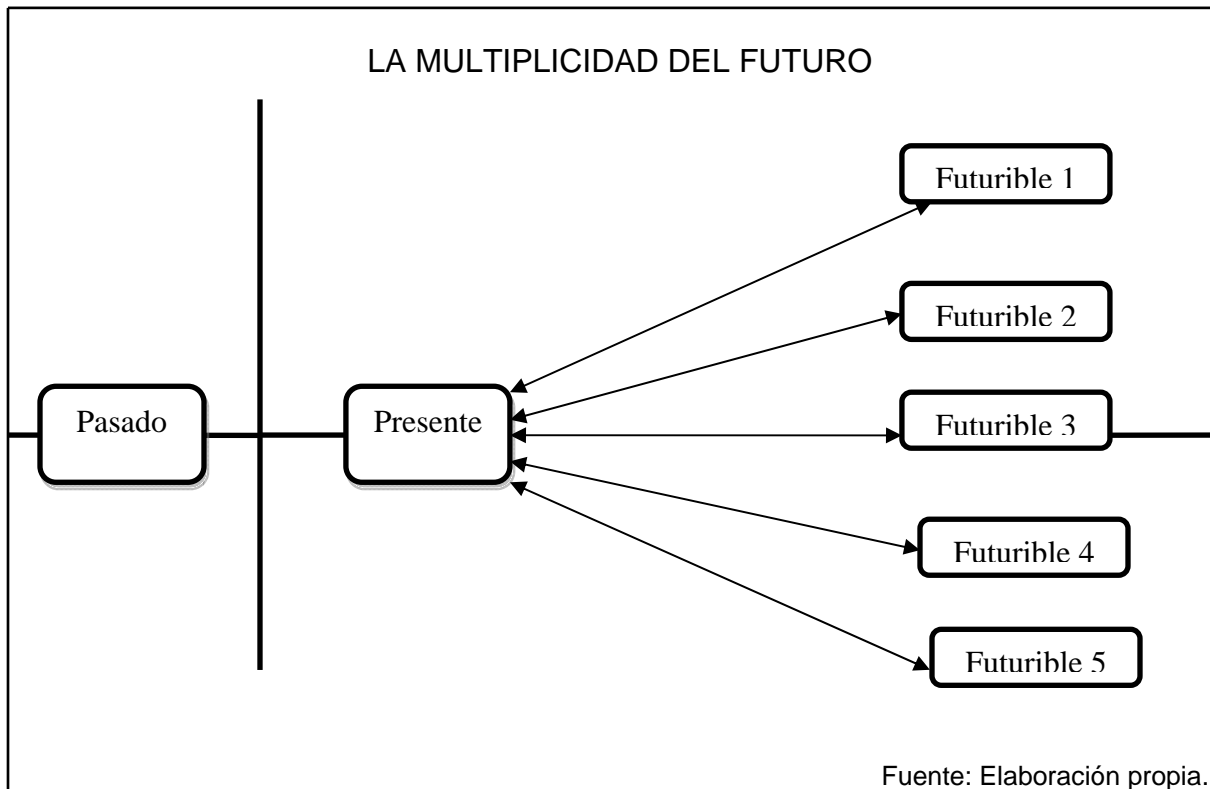 LA MULTIPLICIDAD DEL FUTURO
Futurible 1
Futurible 2
Pasado
Presente
Futurible 3
Futurible 4
Futurible 5
Fuente: Elaboración propia.